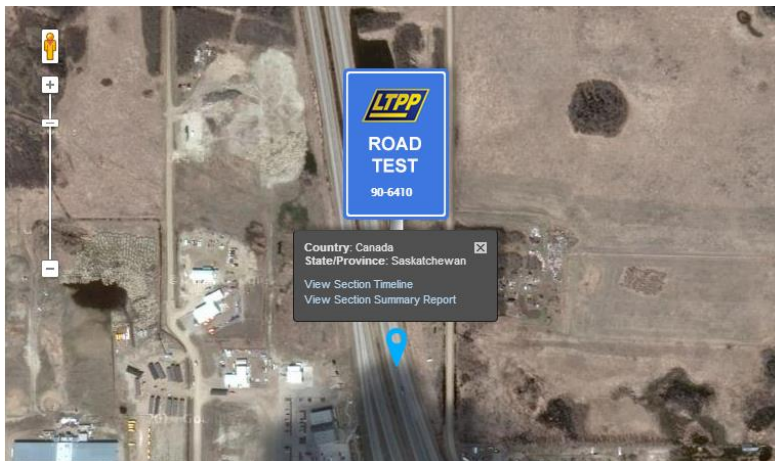 LTPP
ROAD
TEST
90-6410
Country: Canada
State/Province: Saskatchewan
View Section Timeline
View Section Summary Report